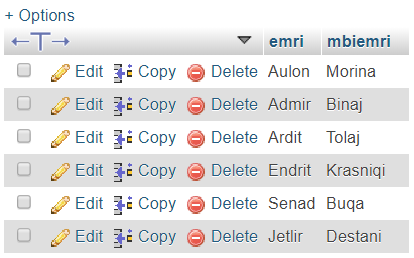 + Options
←T→ ▼ emri mbiemri
Edit Copy Delete Aulon Morina
Edit Copy Delete Admir Binaj
Edit Copy Delete Ardit Tolaj
Edit Copy Delete Endrit Krasniqi
Edit Copy Delete Senad Buqa
Edit Copy Delete Jetlir Destani